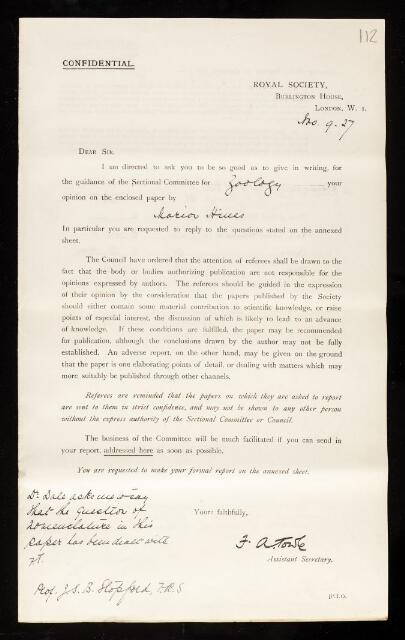 112
CONFIDENTIAL.
ROYAL SOCIETY,
BURLINGTON HOUSE,
LONDON, W. 1.
Nov. 9. 27
DEAR SIR,
I am directed to ask you to be so good as to give in writing, for
the guidance of the Sectional Committee for Zoology your
opinion on the enclosed paper by
Marion Hines
In particular you are requested to reply to the questions stated on the annexed
sheet.
The Council have ordered that the attention of referees shall be drawn to the
fact that the body or bodies authorizing publication are not responsible for the
opinions expressed by authors. The referees should be guided in the expression
of their opinion by the consideration that the papers published by the Society
should either contain some material contribution to scientific knowledge, or raise
points of especial interest, the discussion of which is likely to lead to an advance
of knowledge. If these conditions are fulfilled, the paper may be recommended
for publication, although the conclusions drawn by the author may not be fully
established. An adverse report, on the other hand, may be given on the ground
that the paper is one elaborating points of detail, or dealing with matters which may
more suitably be published through other channels.
Referees are reminded that the papers on which they are asked to report
are sent to them in strict confidence, and may not be shown to any other person
without the express authority of the Sectional Committee or Council.
The business of the Committee will be much facilitated if you can send in
your report, addressed here as soon as possible.
You are requested to make your formal report on the annexed sheet.
Dr. Dale asks me to say
that the question of
nomenclature in this
paper has been dealt with
Yours faithfully,
F. A. Towle
Assistant Secretary.
Prof. J. S. B. Stopford, F.R.S
[P.T.O.